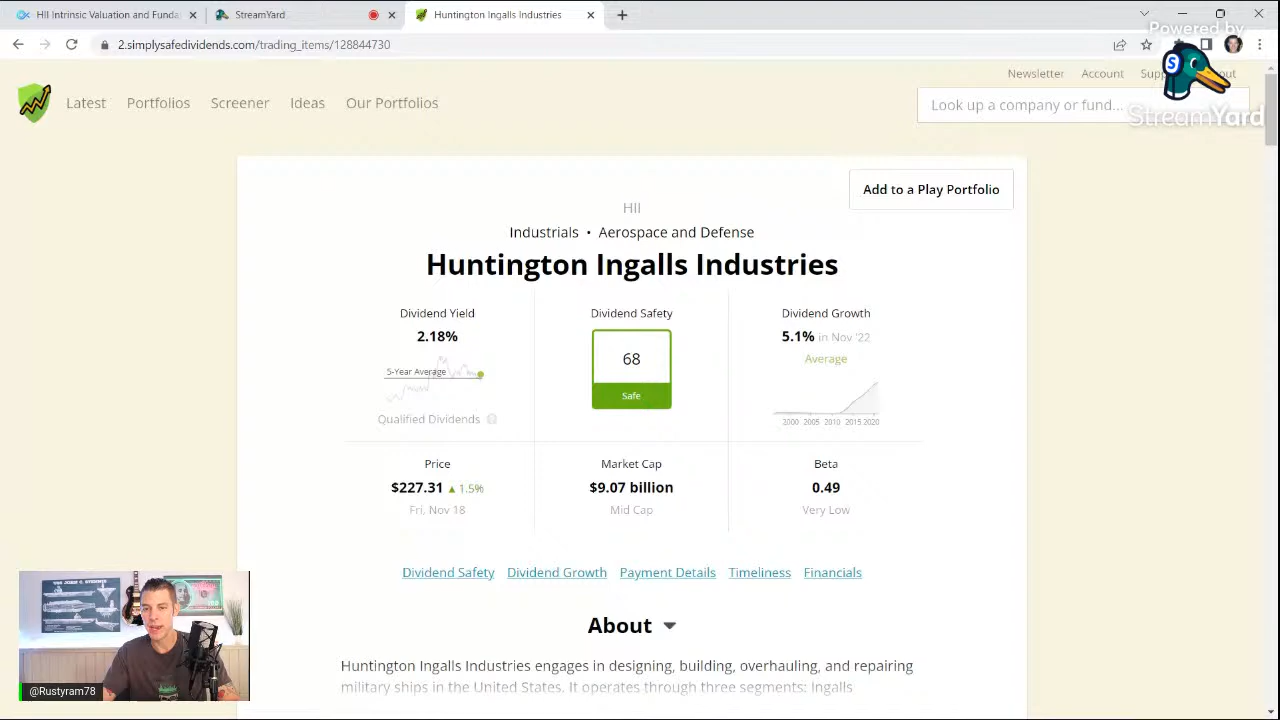 HII Intrinsic Valuation and Funda
StreamYard
Huntington Ingalls Industries
2.simplysafedividends.com/trading_items/128844730
Powered by
StreamYard
Newsletter
Account
Latest
Portfolios
Screener
Ideas
Our Portfolios
Look up a company or fund...
Add to a Play Portfolio
HII
Industrials • Aerospace and Defense
Huntington Ingalls Industries
Dividend Yield
2.18%
5-Year Average
Qualified Dividends
Dividend Safety
68
Safe
Dividend Growth
5.1% in Nov '22
Average
2000 2005 2010 2015 2020
Price
$227.31 ▲ 1.5%
Fri, Nov 18
Market Cap
$9.07 billion
Mid Cap
Beta
0.49
Very Low
Dividend Safety
Dividend Growth
Payment Details
Timeliness
Financials
About
Huntington Ingalls Industries engages in designing, building, overhauling, and repairing
military ships in the United States. It operates through three segments: Ingalls
@Rustyram78